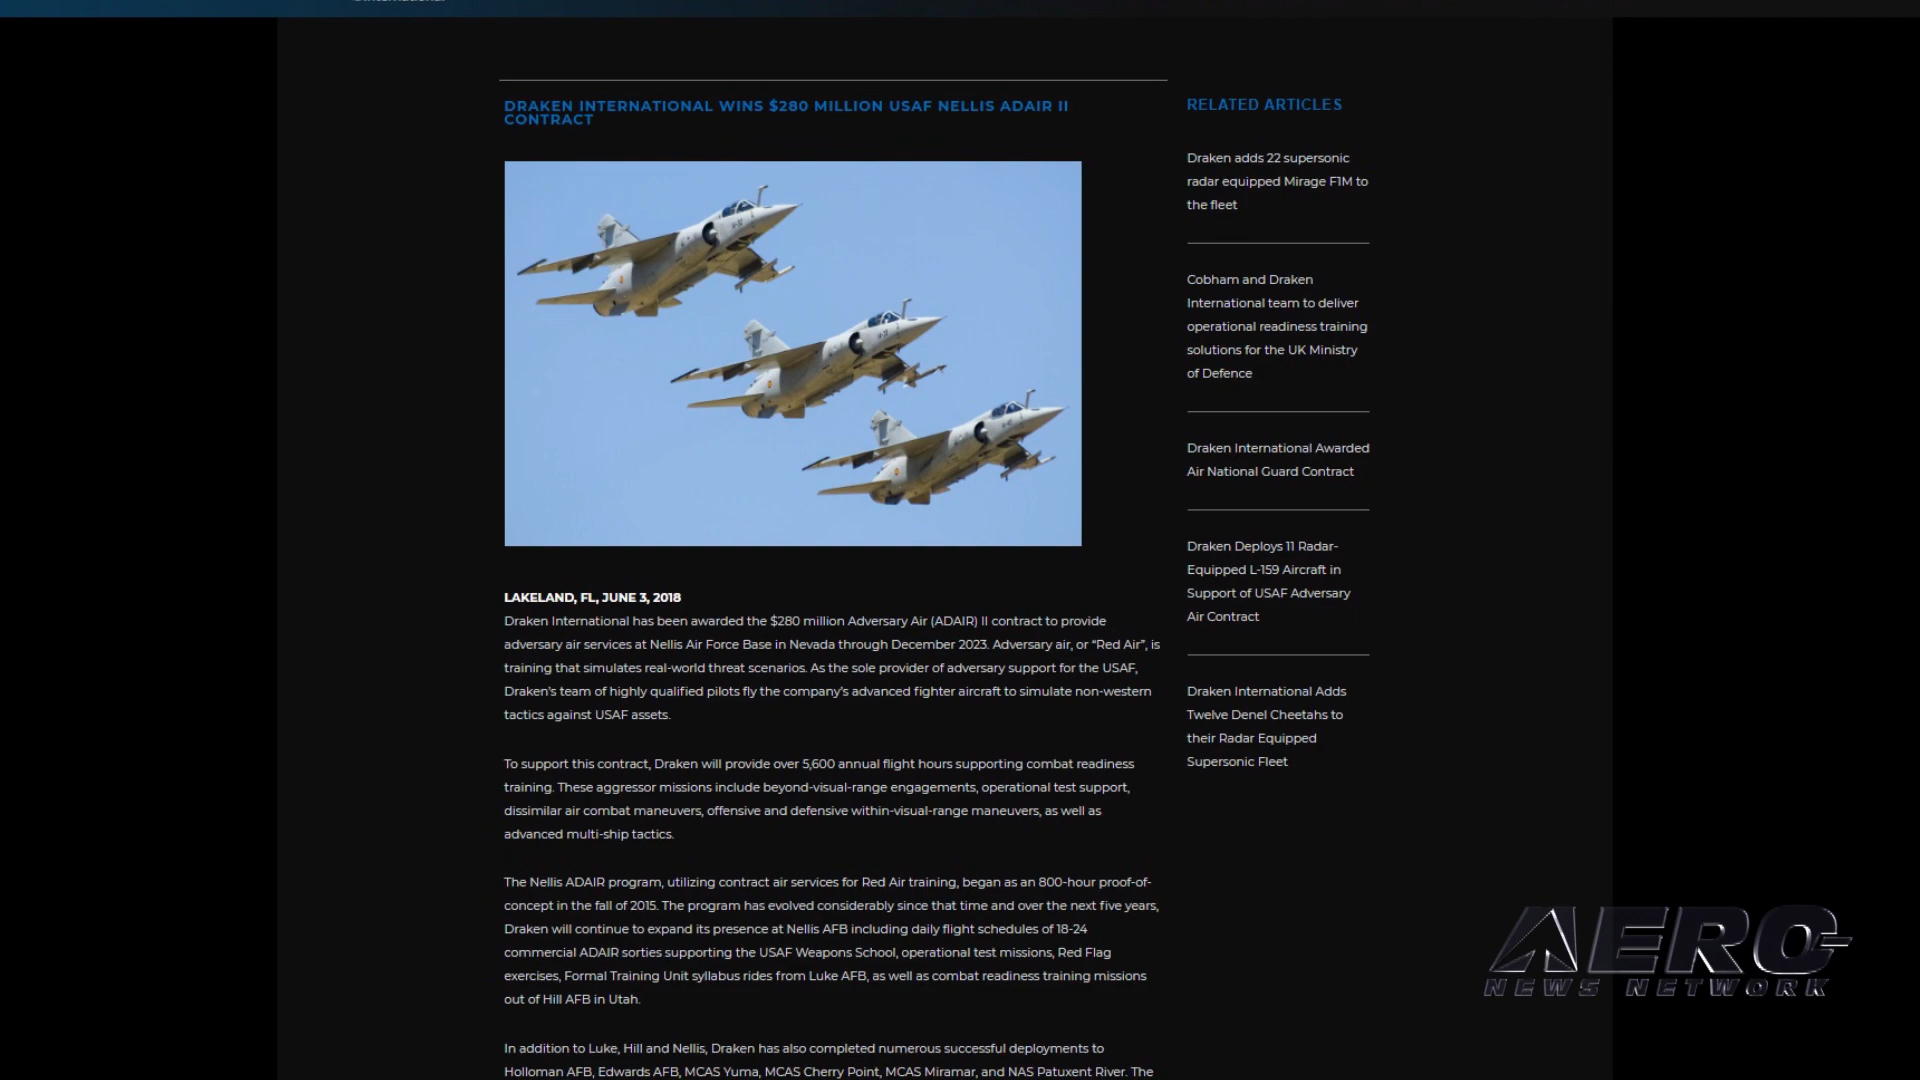 DRAKEN INTERNATIONAL WINS $280 MILLION USAF NELLIS ADAIR II
CONTRACT
LAKELAND, FL, JUNE 3, 2018
Draken International has been awarded the $280 million Adversary Air (ADAIR) II contract to provide
adversary air services at Nellis Air Force Base in Nevada through December 2023. Adversary air, or “Red Air”, is
training that simulates real-world threat scenarios. As the sole provider of adversary support for the USAF,
Draken’s team of highly qualified pilots fly the company’s advanced fighter aircraft to simulate non-western
tactics against USAF assets.
To support this contract, Draken will provide over 5,600 annual flight hours supporting combat readiness
training. These aggressor missions include beyond-visual-range engagements, operational test support,
dissimilar air combat maneuvers, offensive and defensive within-visual-range maneuvers, as well as
advanced multi-ship tactics.
The Nellis ADAIR program, utilizing contract air services for Red Air training, began as an 800-hour proof-of-
concept in the fall of 2015. The program has evolved considerably since that time and over the next five years,
Draken will continue to expand its presence at Nellis AFB including daily flight schedules of 18-24
commercial ADAIR sorties supporting the USAF Weapons School, operational test missions, Red Flag
exercises, Formal Training Unit syllabus rides from Luke AFB, as well as combat readiness training missions
out of Hill AFB in Utah.
In addition to Luke, Hill and Nellis, Draken has also completed numerous successful deployments to
Holloman AFB, Edwards AFB, MCAS Yuma, MCAS Cherry Point, MCAS Miramar, and NAS Patuxent River. The
RELATED ARTICLES
Draken adds 22 supersonic
radar equipped Mirage F1M to
the fleet
Cobham and Draken
International team to deliver
operational readiness training
solutions for the UK Ministry
of Defence
Draken International Awarded
Air National Guard Contract
Draken Deploys 11 Radar-
Equipped L-159 Aircraft in
Support of USAF Adversary
Air Contract
Draken International Adds
Twelve Denel Cheetahs to
their Radar Equipped
Supersonic Fleet
AERO
NEWS NETWORK